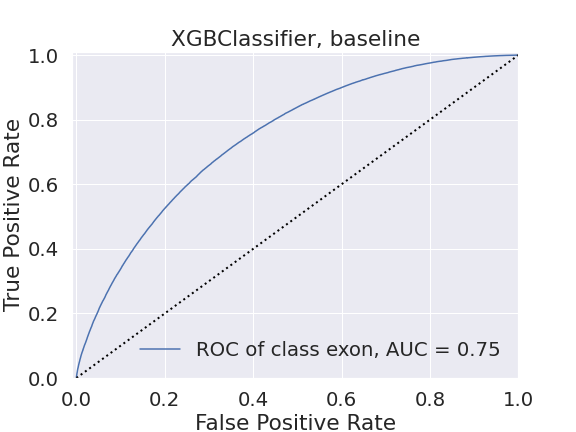 XGBClassifier, baseline
1.0
0.8
0.6
0.4
0.2
0.0
True Positive Rate
ROC of class exon, AUC = 0.75
0.0 0.2 0.4 0.6 0.8 1.0
False Positive Rate